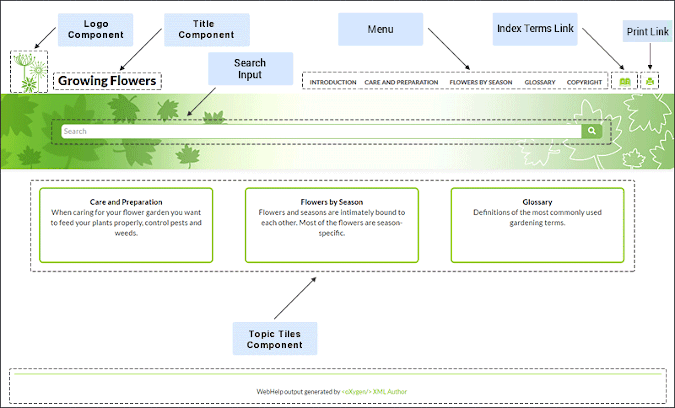 Logo
Component
Title
Component
Menu
Index Terms Link
Print Link
Search
Input
Growing Flowers
INTRODUCTION CARE AND PREPARATION FLOWERS BY SEASON GLOSSARY COPYRIGHT
Search
Care and Preparation
When caring for your flower garden you want
to feed your plants properly, control pests and
weeds.
Flowers by Season
Flowers and seasons are intimately bound to
each other. Most of the flowers are season-
specific.
Glossary
Definitions of the most commonly used
gardening terms.
Topic Tiles
Component
WebHelp output generated by <oXygen/> XML Author